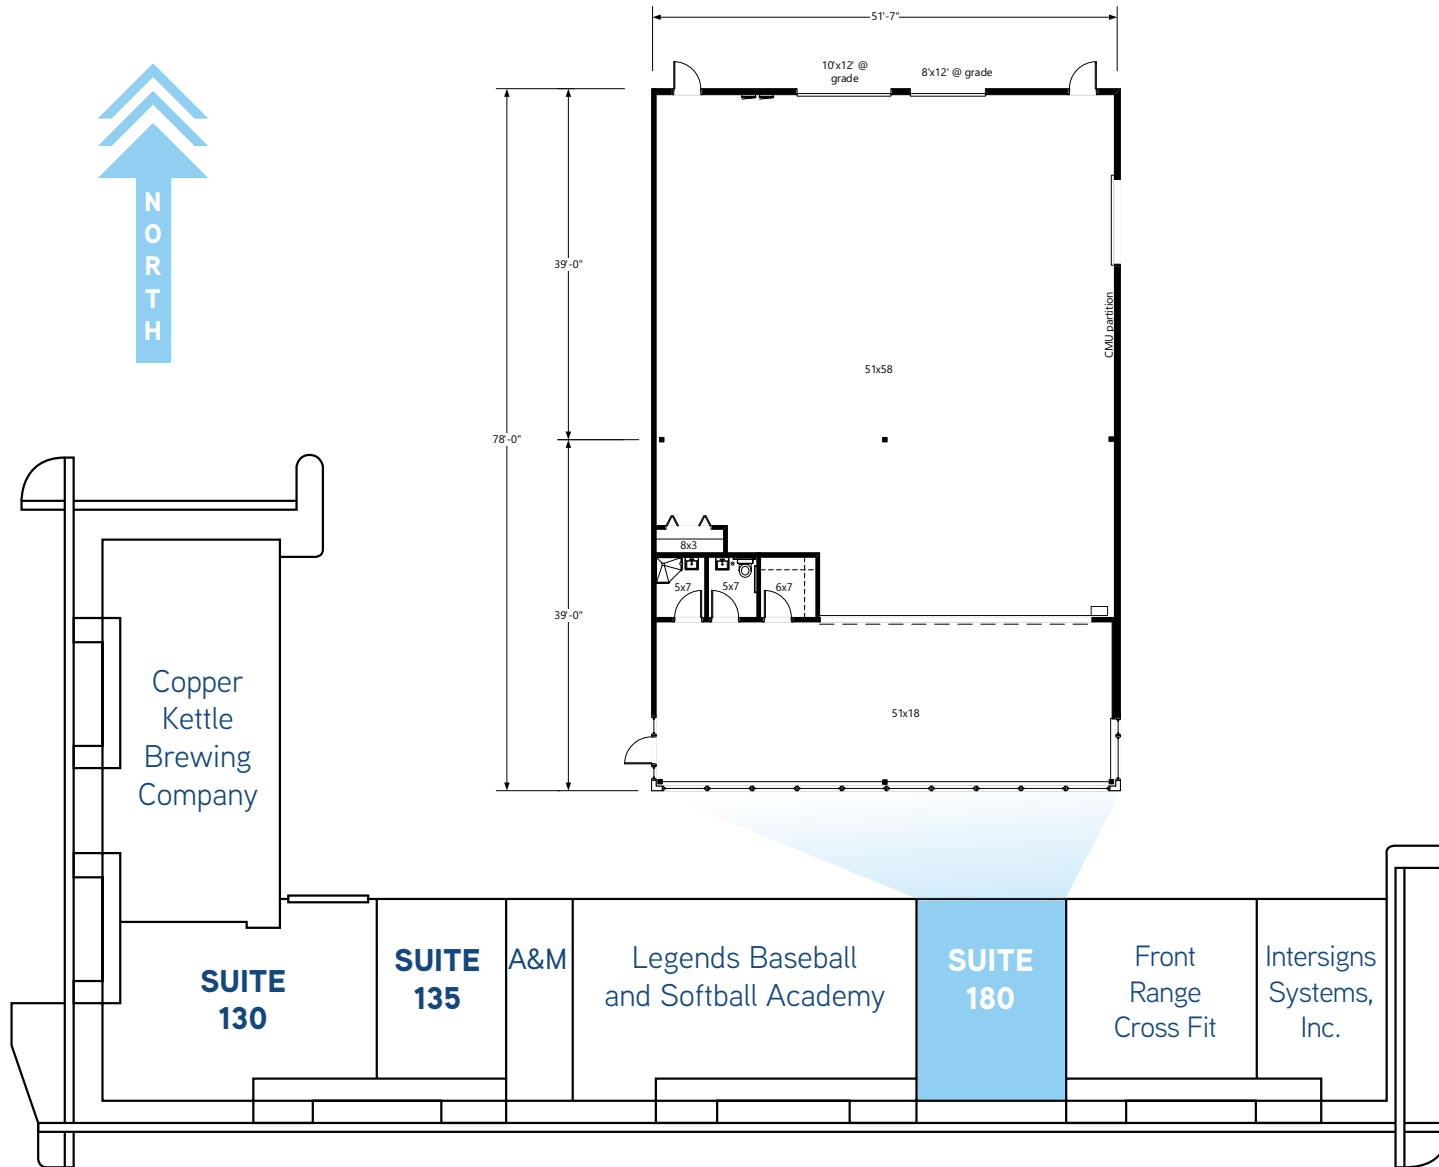 51'-7"
10'x12' @
grade
8'x12' @ grade
NORTH
39'-0"
CMU partition
51x58
78'-0"
8x3
5x7
5x7
6x7
39'-0"
51x18
Copper
Kettle
Brewing
Company
SUITE
130
SUITE
135
A&M
Legends Baseball
and Softball Academy
SUITE
180
Front
Range
Cross Fit
Intersigns
Systems,
Inc.